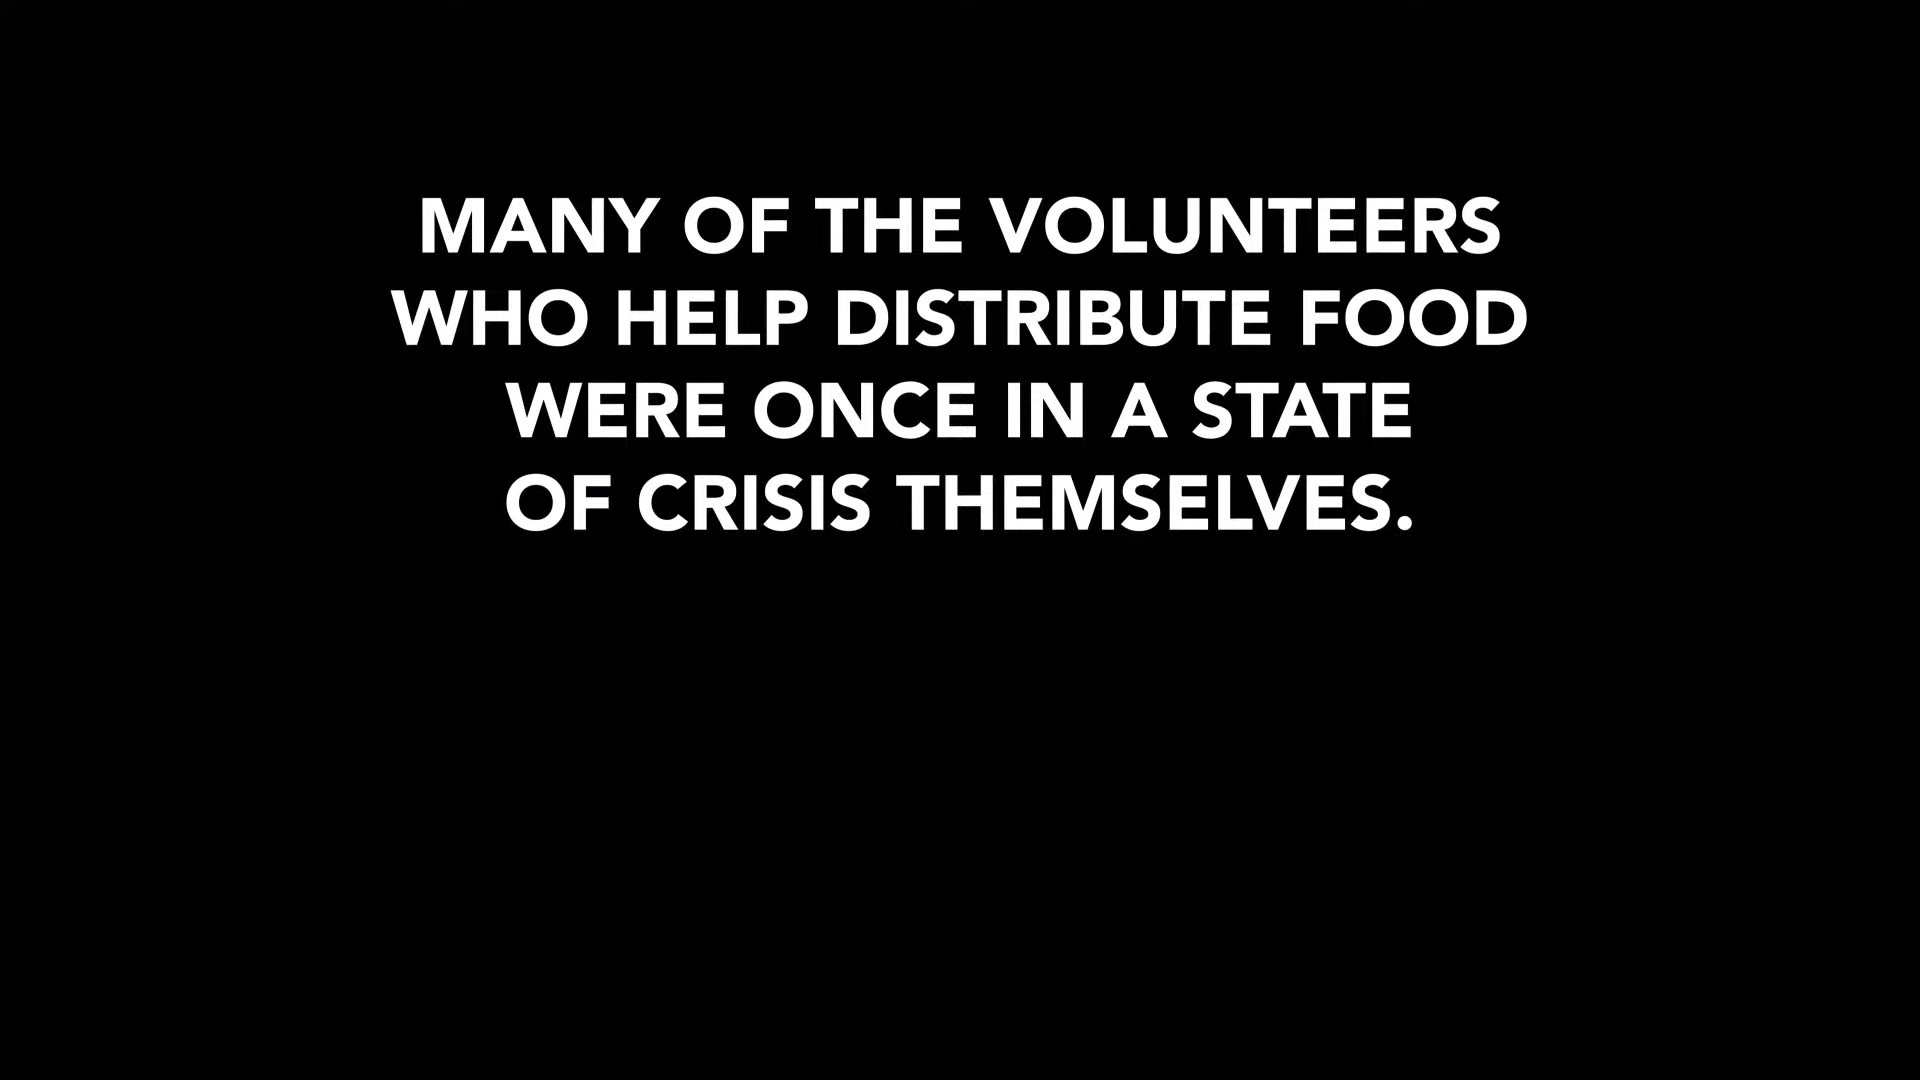 MANY OF THE VOLUNTEERS
WHO HELP DISTRIBUTE FOOD
WERE ONCE IN A STATE
OF CRISIS THEMSELVES.